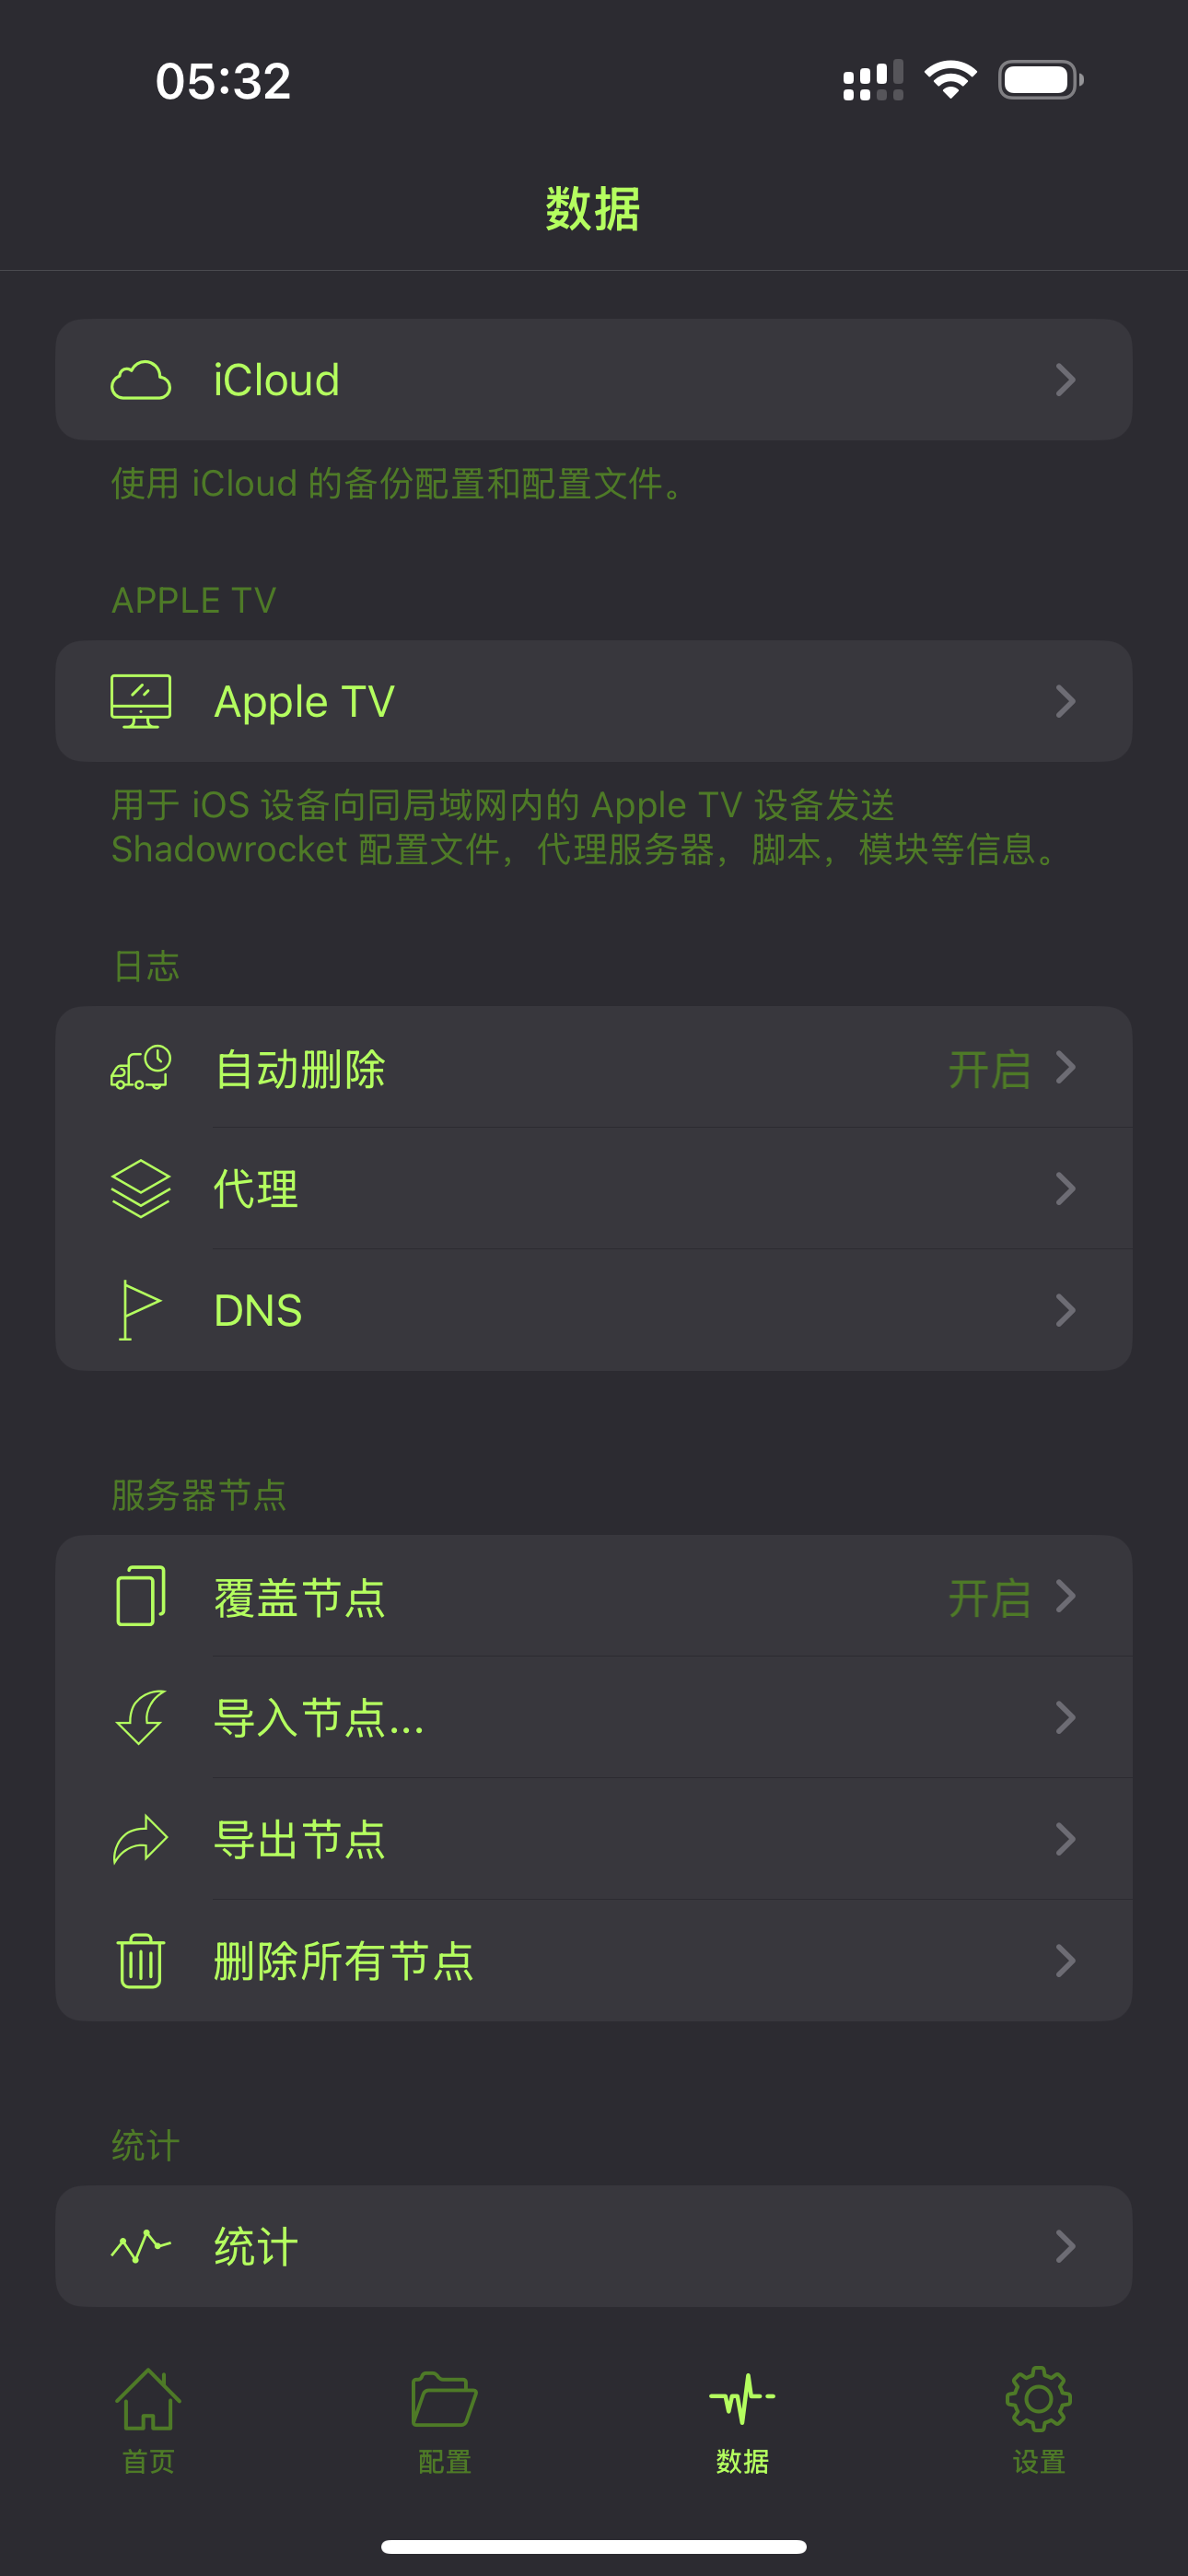 05:32
数据
iCloud
使用 iCloud 的备份配置和配置文件。
APPLE TV
Apple TV
用于 iOS 设备向同局域网内的 Apple TV 设备发送
Shadowrocket 配置文件，代理服务器，脚本，模块等信息。
日志
自动删除 开启
代理
DNS
服务器节点
覆盖节点 开启
导入节点...
导出节点
删除所有节点
统计
统计
首页 配置 数据 设置